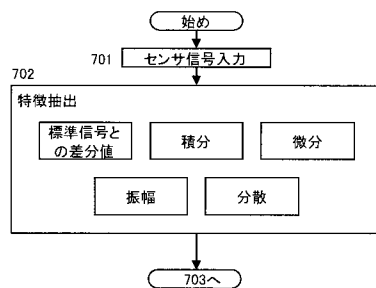 始め
701
センサ信号入力
702
特徴抽出
標準信号と
の差分値
積分
微分
振幅
分散
703へ